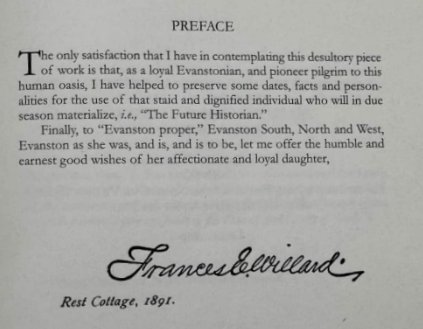 PREFACE
The only satisfaction that I have in contemplating this desultory piece
of work is that, as a loyal Evanstonian, and pioneer pilgrim to this
human oasis, I have helped to preserve some dates, facts and person-
alities for the use of that staid and dignified individual who will in due
season materialize, i.e., "The Future Historian."
Finally, to "Evanston proper," Evanston South, North and West,
Evanston as she was, and is, and is to be, let me offer the humble and
earnest good wishes of her affectionate and loyal daughter,
Frances E. Willard.
Rest Cottage, 1891.